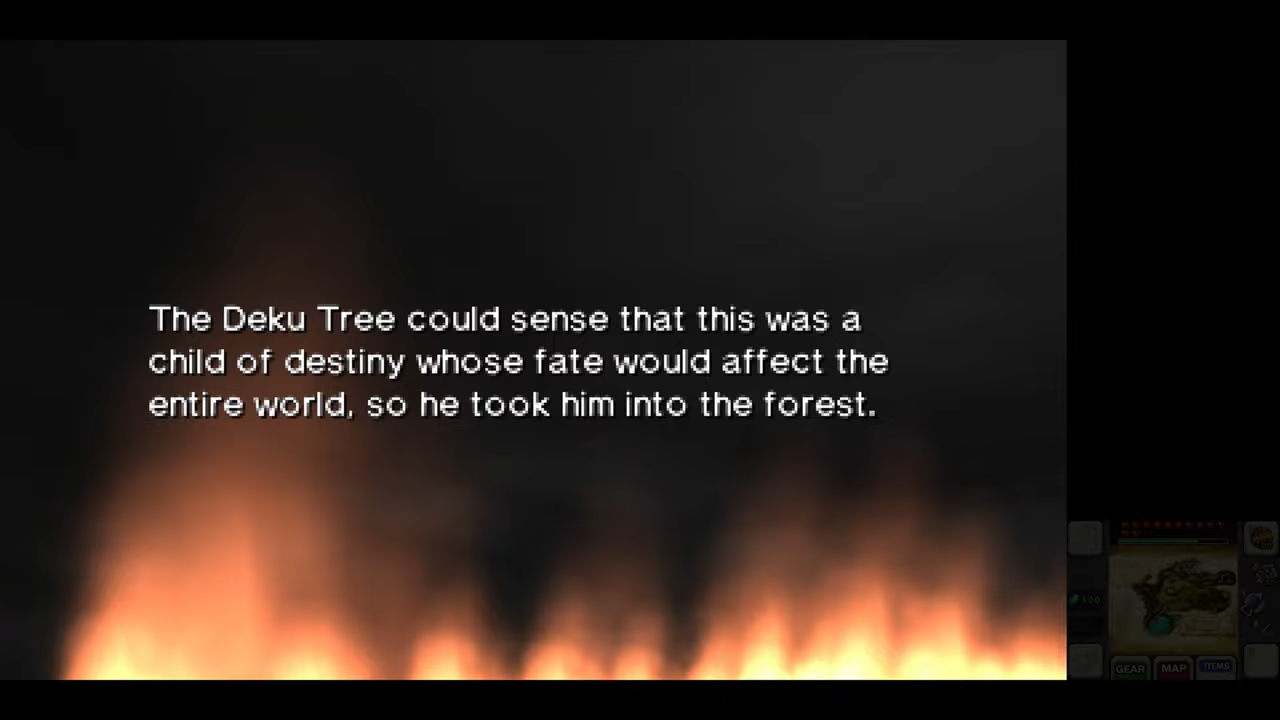 The Deku Tree could sense that this was a
child of destiny whose fate would affect the
entire world, so he took him into the forest.
500
GEAR
MAP
ITEMS